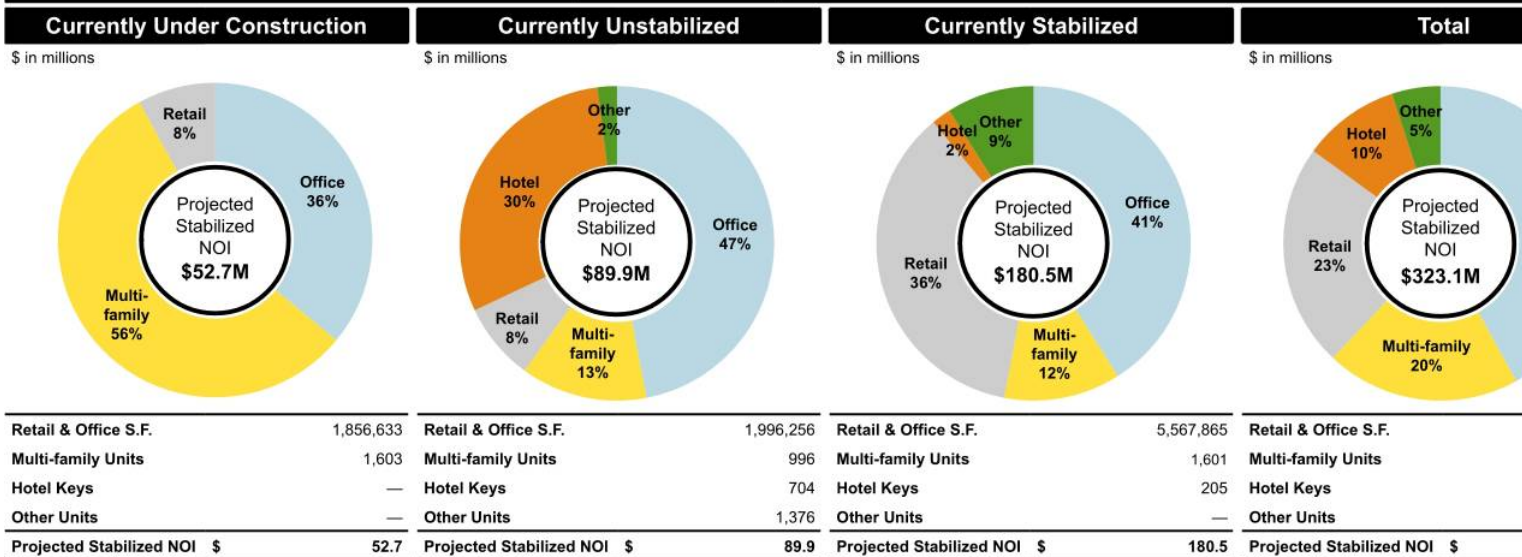 Currently Under Construction
$ in millions
Retail
8%
Office
36%
Multi-
family
56%
Projected
Stabilized
NOI
$52.7M
Retail & Office S.F. 1,856,633
Multi-family Units 1,603
Hotel Keys —
Other Units —
Projected Stabilized NOI $ 52.7
Currently Unstabilized
$ in millions
Other
2%
Hotel
30%
Office
47%
Retail
8%
Multi-
family
13%
Projected
Stabilized
NOI
$89.9M
Retail & Office S.F. 1,996,256
Multi-family Units 996
Hotel Keys 704
Other Units 1,376
Projected Stabilized NOI $ 89.9
Currently Stabilized
$ in millions
Hotel
2%
Other
9%
Office
41%
Retail
36%
Multi-
family
12%
Projected
Stabilized
NOI
$180.5M
Retail & Office S.F. 5,567,865
Multi-family Units 1,601
Hotel Keys 205
Other Units —
Projected Stabilized NOI $ 180.5
Total
$ in millions
Other
5%
Hotel
10%
Retail
23%
Multi-family
20%
Projected
Stabilized
NOI
$323.1M
Retail & Office S.F.
Multi-family Units
Hotel Keys
Other Units
Projected Stabilized NOI $